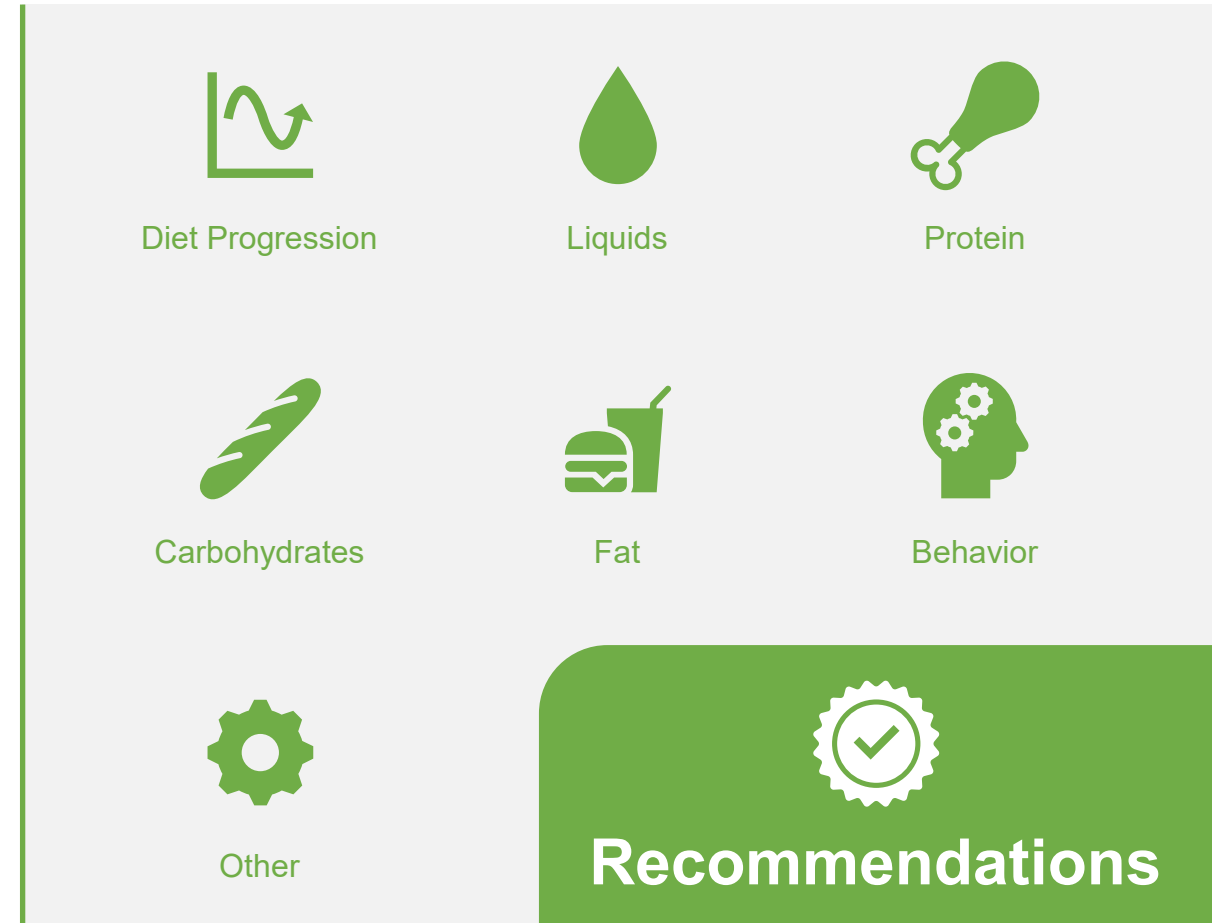 Diet Progression
Liquids
Protein
Carbohydrates
Fat
Behavior
Other
Recommendations